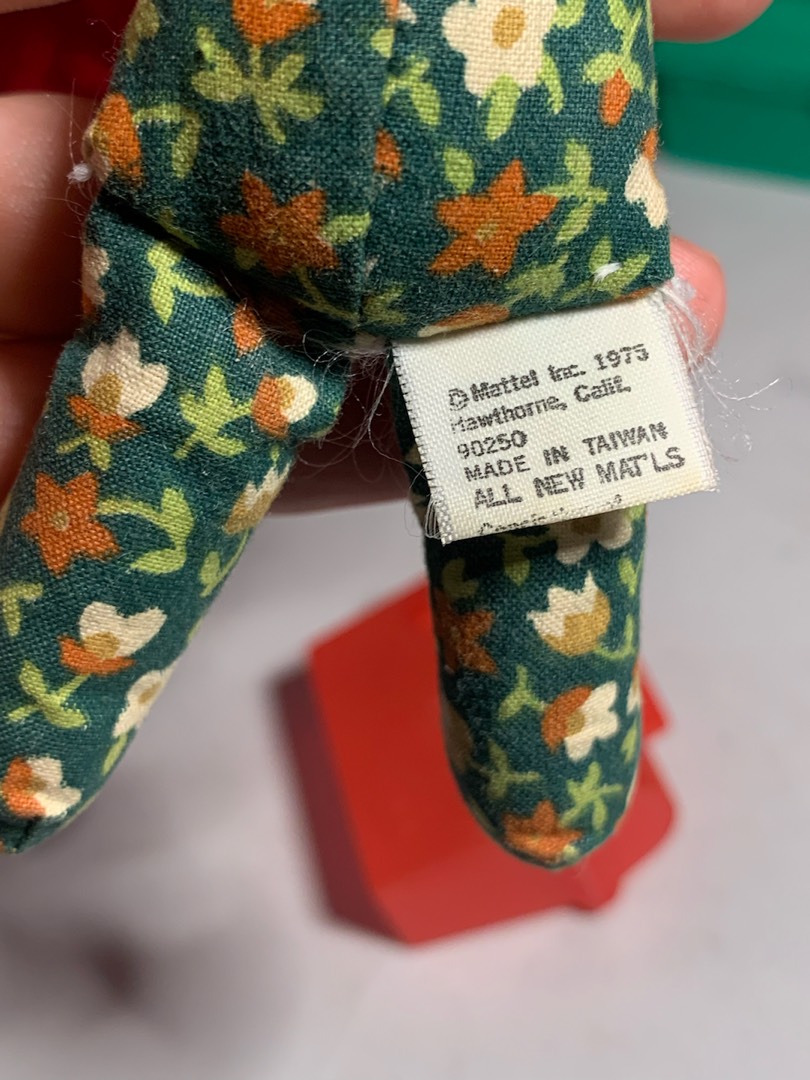 © Mattel Inc. 1975
Hawthorne, Calif.
90250
MADE IN TAIWAN
ALL NEW MAT'LS